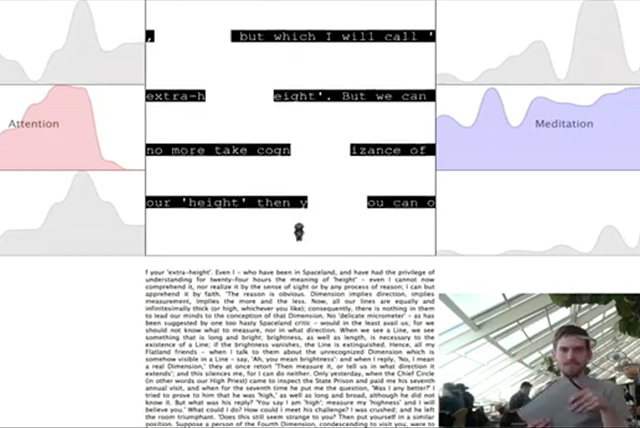 , but which I will call '
Attention
Meditation
extra-h eight'. But we can
no more take cogn izance of
our 'height' then y ou can o
f your 'extra-height'. Even I - who have been in Spaceland, and have had the privilege of
understanding for twenty-four hours the meaning of 'height' - even I cannot now
comprehend it, nor realize it by the sense of sight or by any process of reason; I can but
apprehend it by faith. 'The reason is obvious. Dimension implies direction, implies
measurement, implies the more and the less. Now, all our lines are equally and
infinitesimally thick (or high, whichever you like); consequently, there is nothing in them
to lead our minds to the conception of that Dimension. No 'delicate micrometer' - as has
been suggested by one too hasty Spaceland critic - would in the least avail us; for we
should not know what to measure, nor in what direction. When we see a Line, we see
something that is long and bright; brightness, as well as length, is necessary to the
existence of a Line; if the brightness vanishes, the Line is extinguished. Hence, all my
Flatland friends - when I talk to them about the unrecognized Dimension which is
somehow visible in a Line - say, 'Ah, you mean brightness': and when I reply, 'No, I mean
a real Dimension,' they at once retort 'Then measure it, or tell us in what direction it
extends'; and this silences me, for I can do neither. Only yesterday, when the Chief Circle
(in other words our High Priest) came to inspect the State Prison and paid me his seventh
annual visit, and when for the seventh time he put me the question, 'Was I any better?' I
tried to prove to him that he was 'high,' as well as long and broad, although he did not
know it. But what was his reply? 'You say I am 'high'; measure my 'highness' and I will
believe you.' What could I do? How could I meet his challenge? I was crushed; and he left
the room triumphant. 'Does this still seem strange to you? Then put yourself in a similar
position. Suppose a person of the Fourth Dimension, condescending to visit you, were to